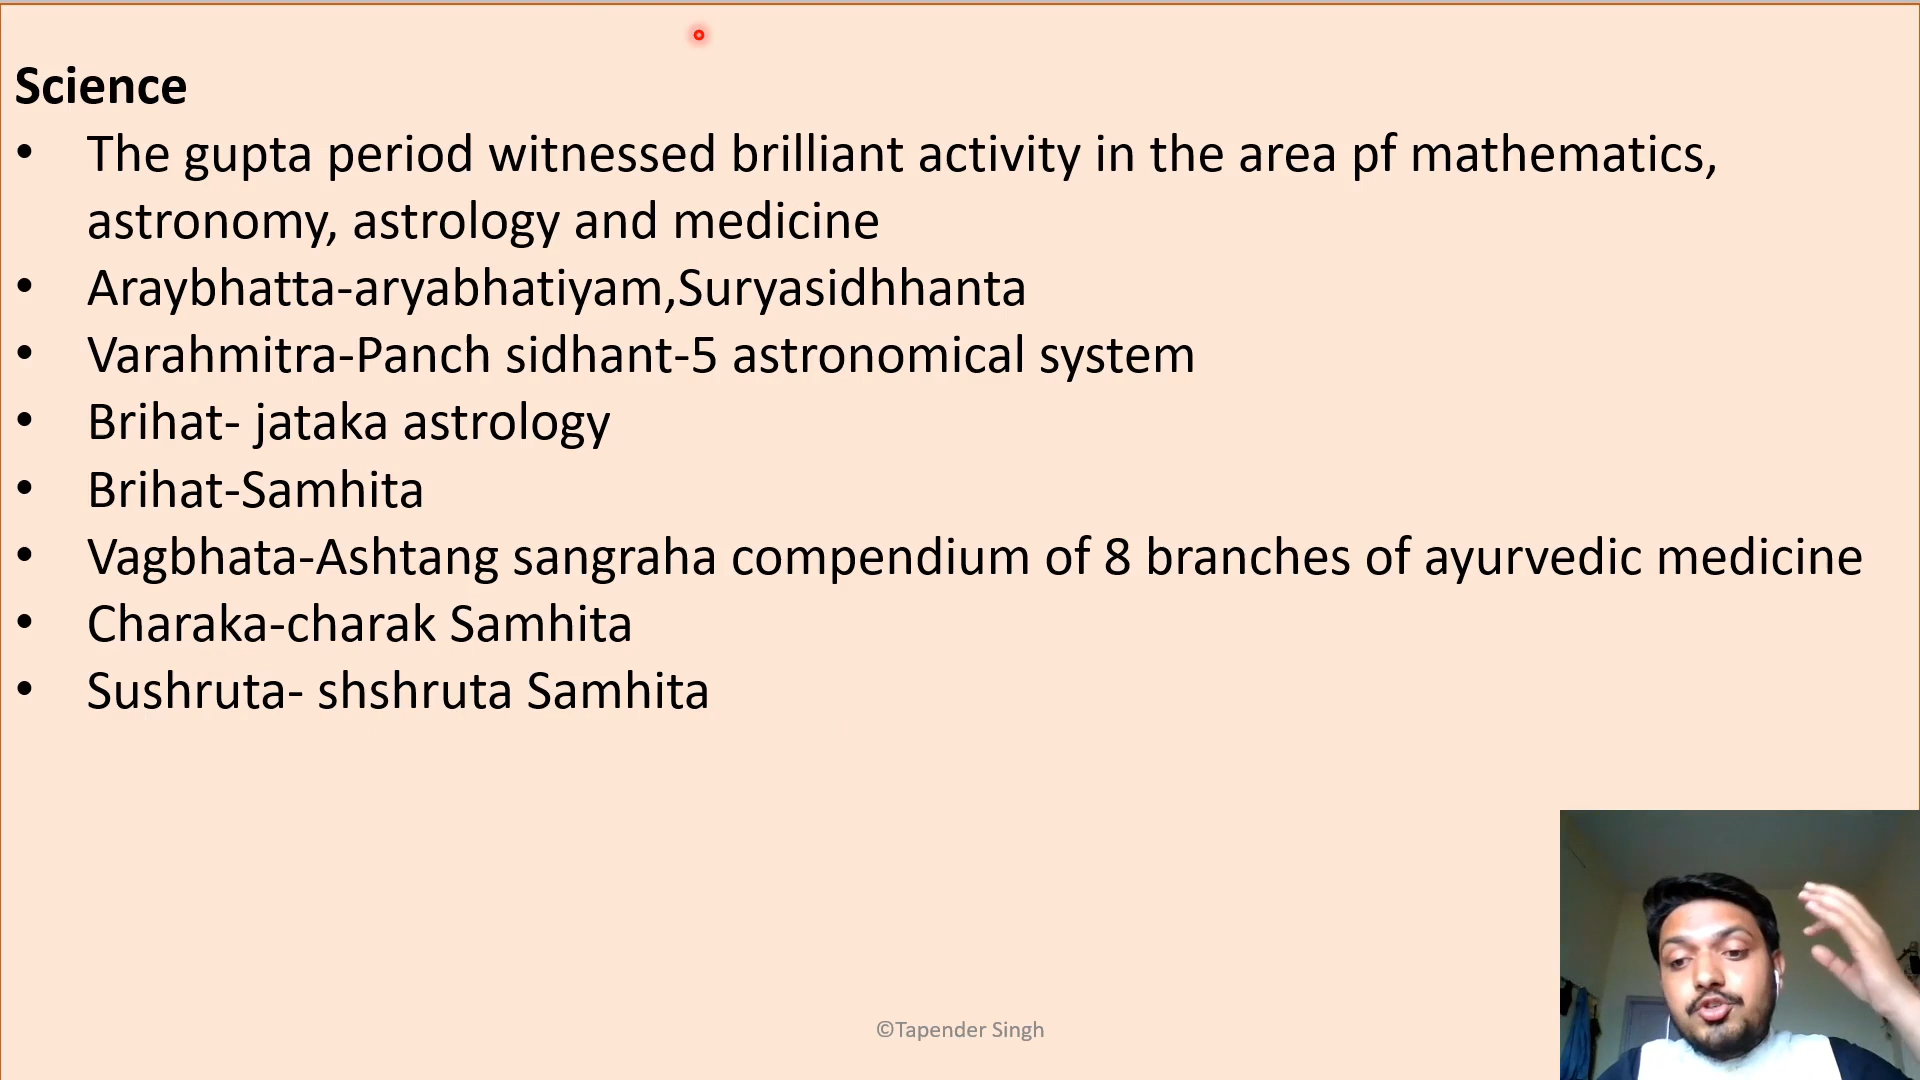 Science
• The gupta period witnessed brilliant activity in the area pf mathematics,
astronomy, astrology and medicine
• Araybhatta-aryabhatiyam,Suryasidhhanta
• Varahmitra-Panch sidhant-5 astronomical system
• Brihat- jataka astrology
• Brihat-Samhita
• Vagbhata-Ashtang sangraha compendium of 8 branches of ayurvedic medicine
• Charaka-charak Samhita
• Sushruta- shshruta Samhita
©Tapender Singh